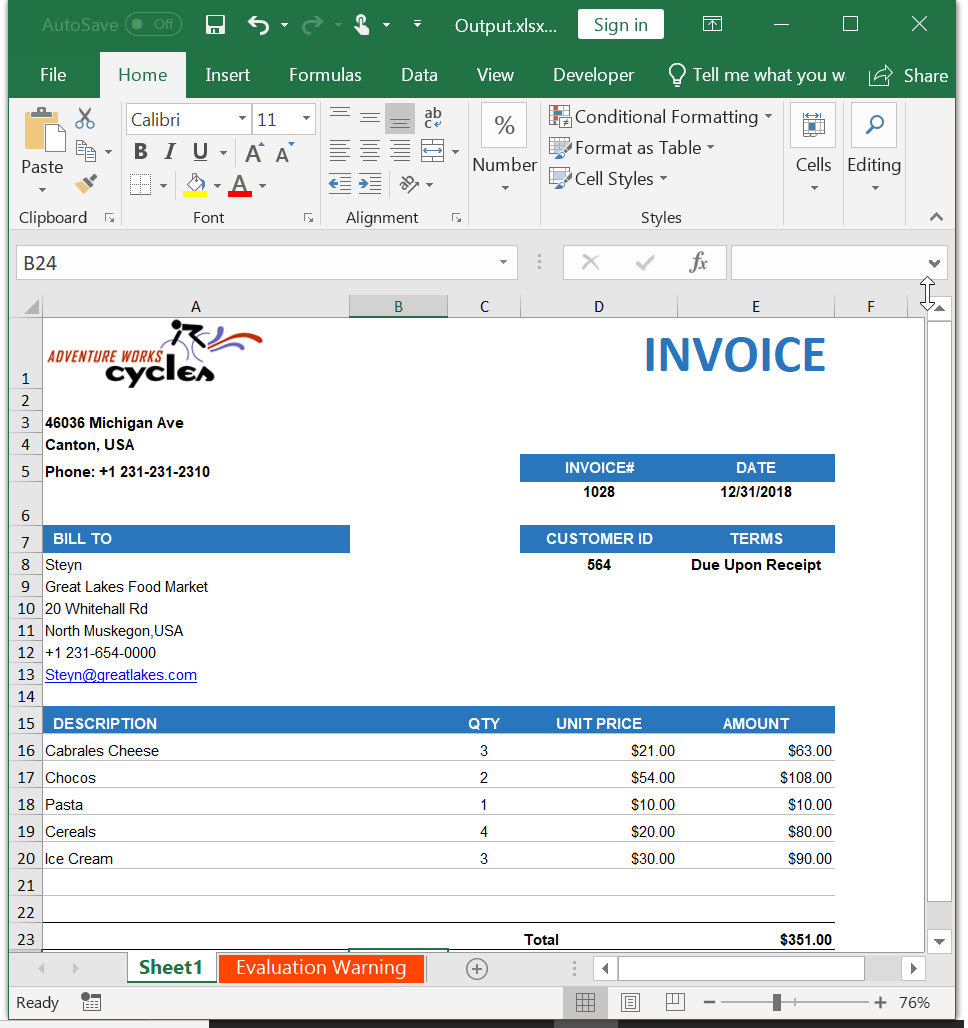 AutoSave Off Output.xlsx... Sign in
File Home Insert Formulas Data View Developer Tell me what you w Share
Calibri 11 ab Conditional Formatting
c
% Format as Table
Paste B I U A A Number Cells Editing
A Cell Styles
Clipboard Font Alignment Styles
B24 fx
A B C D E F
1 ADVENTURE WORKS cycles INVOICE
2
3 46036 Michigan Ave
4 Canton, USA
5 Phone: +1 231-231-2310 INVOICE# DATE
6 1028 12/31/2018
7 BILL TO CUSTOMER ID TERMS
8 Steyn 564 Due Upon Receipt
9 Great Lakes Food Market
10 20 Whitehall Rd
11 North Muskegon,USA
12 +1 231-654-0000
13 Steyn@greatlakes.com
14
15 DESCRIPTION QTY UNIT PRICE AMOUNT
16 Cabrales Cheese 3 $21.00 $63.00
17 Chocos 2 $54.00 $108.00
18 Pasta 1 $10.00 $10.00
19 Cereals 4 $20.00 $80.00
20 Ice Cream 3 $30.00 $90.00
21
22
23 Total $351.00
Sheet1 Evaluation Warning
Ready 76%